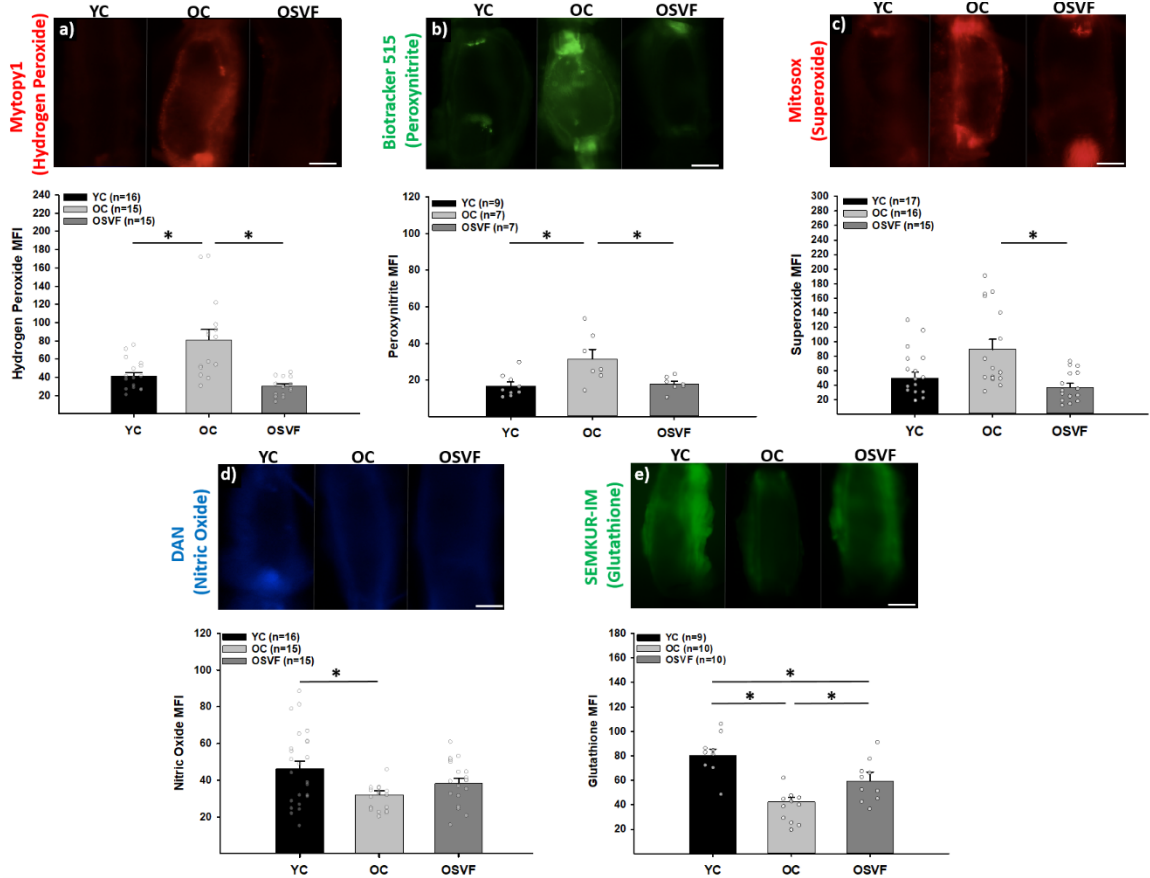 YC OC OSVF
a)
Mytopy1
(Hydrogen Peroxide)
YC (n=16)
OC (n=15)
OSVF (n=15)
240
220
200
180
160
140
120
100
80
60
40
20
Hydrogen Peroxide MFI
* *
YC OC OSVF
YC OC OSVF
b)
Biotracker 515
(Peroxynitrite)
YC (n=9)
OC (n=7)
OSVF (n=7)
120
100
80
60
40
20
Peroxynitrite MFI
* *
YC OC OSVF
YC OC OSVF
c)
Mitosox
(Superoxide)
YC (n=17)
OC (n=16)
OSVF (n=15)
300
280
260
240
220
200
180
160
140
120
100
80
60
40
20
Superoxide MFI
*
YC OC OSVF
YC OC OSVF
d)
DAN
(Nitric Oxide)
YC (n=16)
OC (n=15)
OSVF (n=15)
120
100
80
60
40
20
Nitric Oxide MFI
*
YC OC OSVF
YC OC OSVF
e)
SEMKUR-IM
(Glutathione)
YC (n=9)
OC (n=10)
OSVF (n=10)
180
160
140
120
100
80
60
40
20
Glutathione MFI
*
* *
YC OC OSVF